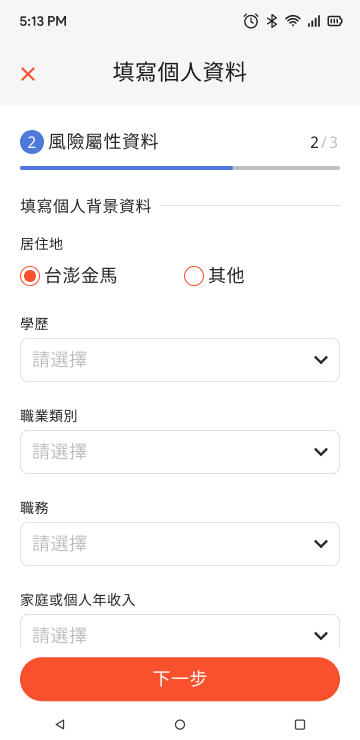 5:13 PM
填寫個人資料
2 風險屬性資料 2/3
填寫個人背景資料
居住地
台澎金馬 其他
學歷
請選擇
職業類別
請選擇
職務
請選擇
家庭或個人年收入
請選擇
下一步